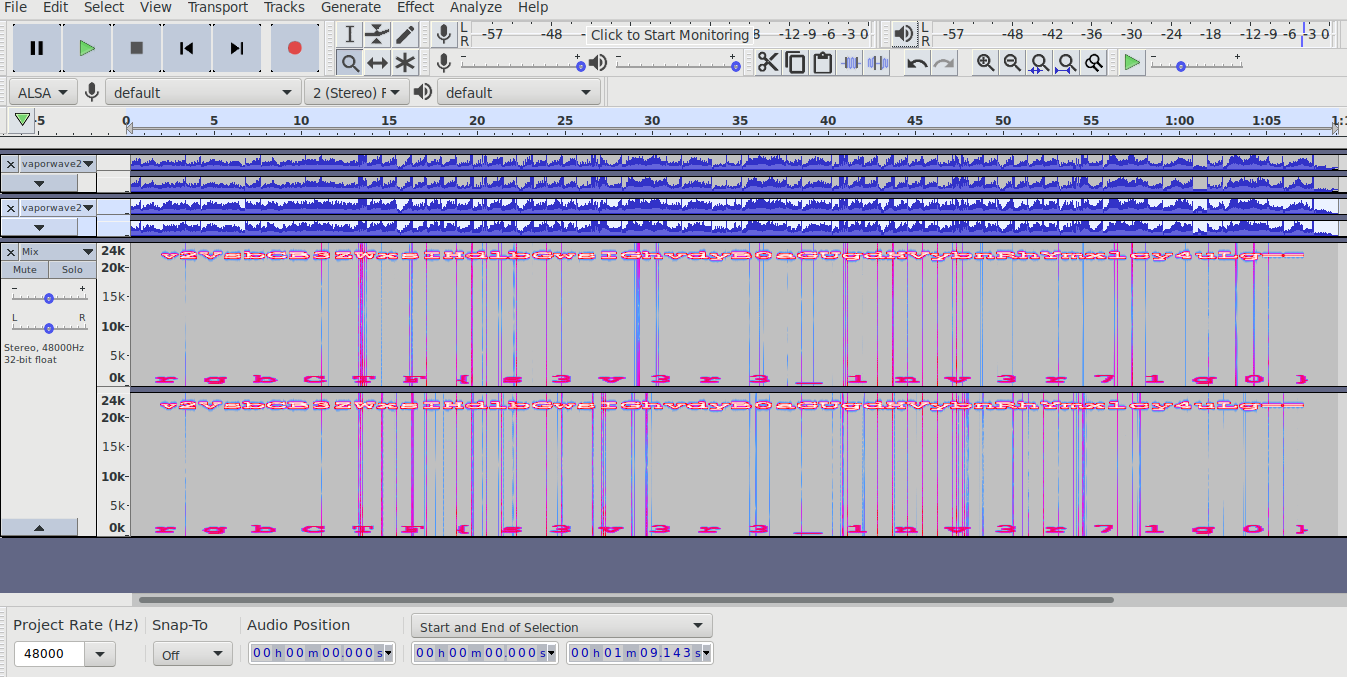 File Edit Select View Transport Tracks Generate Effect Analyze Help
L R -57 -48 - Click to Start Monitoring 8 -12 -9 -6 -3 0 L R -57 -48 -42 -36 -30 -24 -18 -12 -9 -6 -3 0
- + - + - +
ALSA default 2 (Stereo) F default
-5 0 5 10 15 20 25 30 35 40 45 50 55 1:00 1:05 1:1
x vaporwave2
x vaporwave2
x Mix
Mute Solo
- +
L R
Stereo, 48000Hz
32-bit float
24k
20k
15k
10k
5k
0k
r g b C T F { s 3 v 3 r 3 _ 1 n v 3 r 7 1 g 0 }
24k
20k
15k
10k
5k
0k
r g b C T F { s 3 v 3 r 3 _ 1 n v 3 r 7 1 g 0 }
Project Rate (Hz) Snap-To Audio Position Start and End of Selection
48000 Off 00 h 00 m 00.000 s 00 h 00 m 00.000 s 00 h 01 m 09.143 s